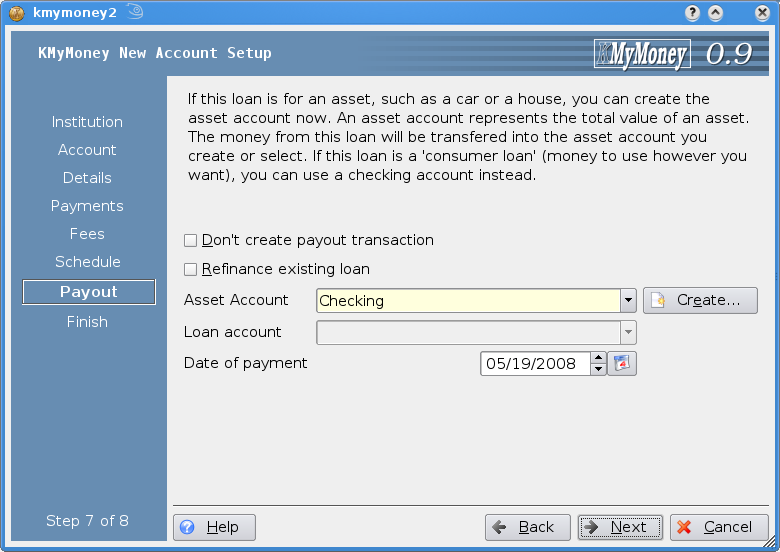 kmymoney2
KMyMoney New Account Setup
KMyMoney 0.9
Institution
Account
Details
Payments
Fees
Schedule
Payout
Finish
Step 7 of 8
If this loan is for an asset, such as a car or a house, you can create the
asset account now. An asset account represents the total value of an asset.
The money from this loan will be transfered into the asset account you
create or select. If this loan is a 'consumer loan' (money to use however you
want), you can use a checking account instead.
Don't create payout transaction
Refinance existing loan
Asset Account Checking Create...
Loan account
Date of payment 05/19/2008
Help Back Next Cancel